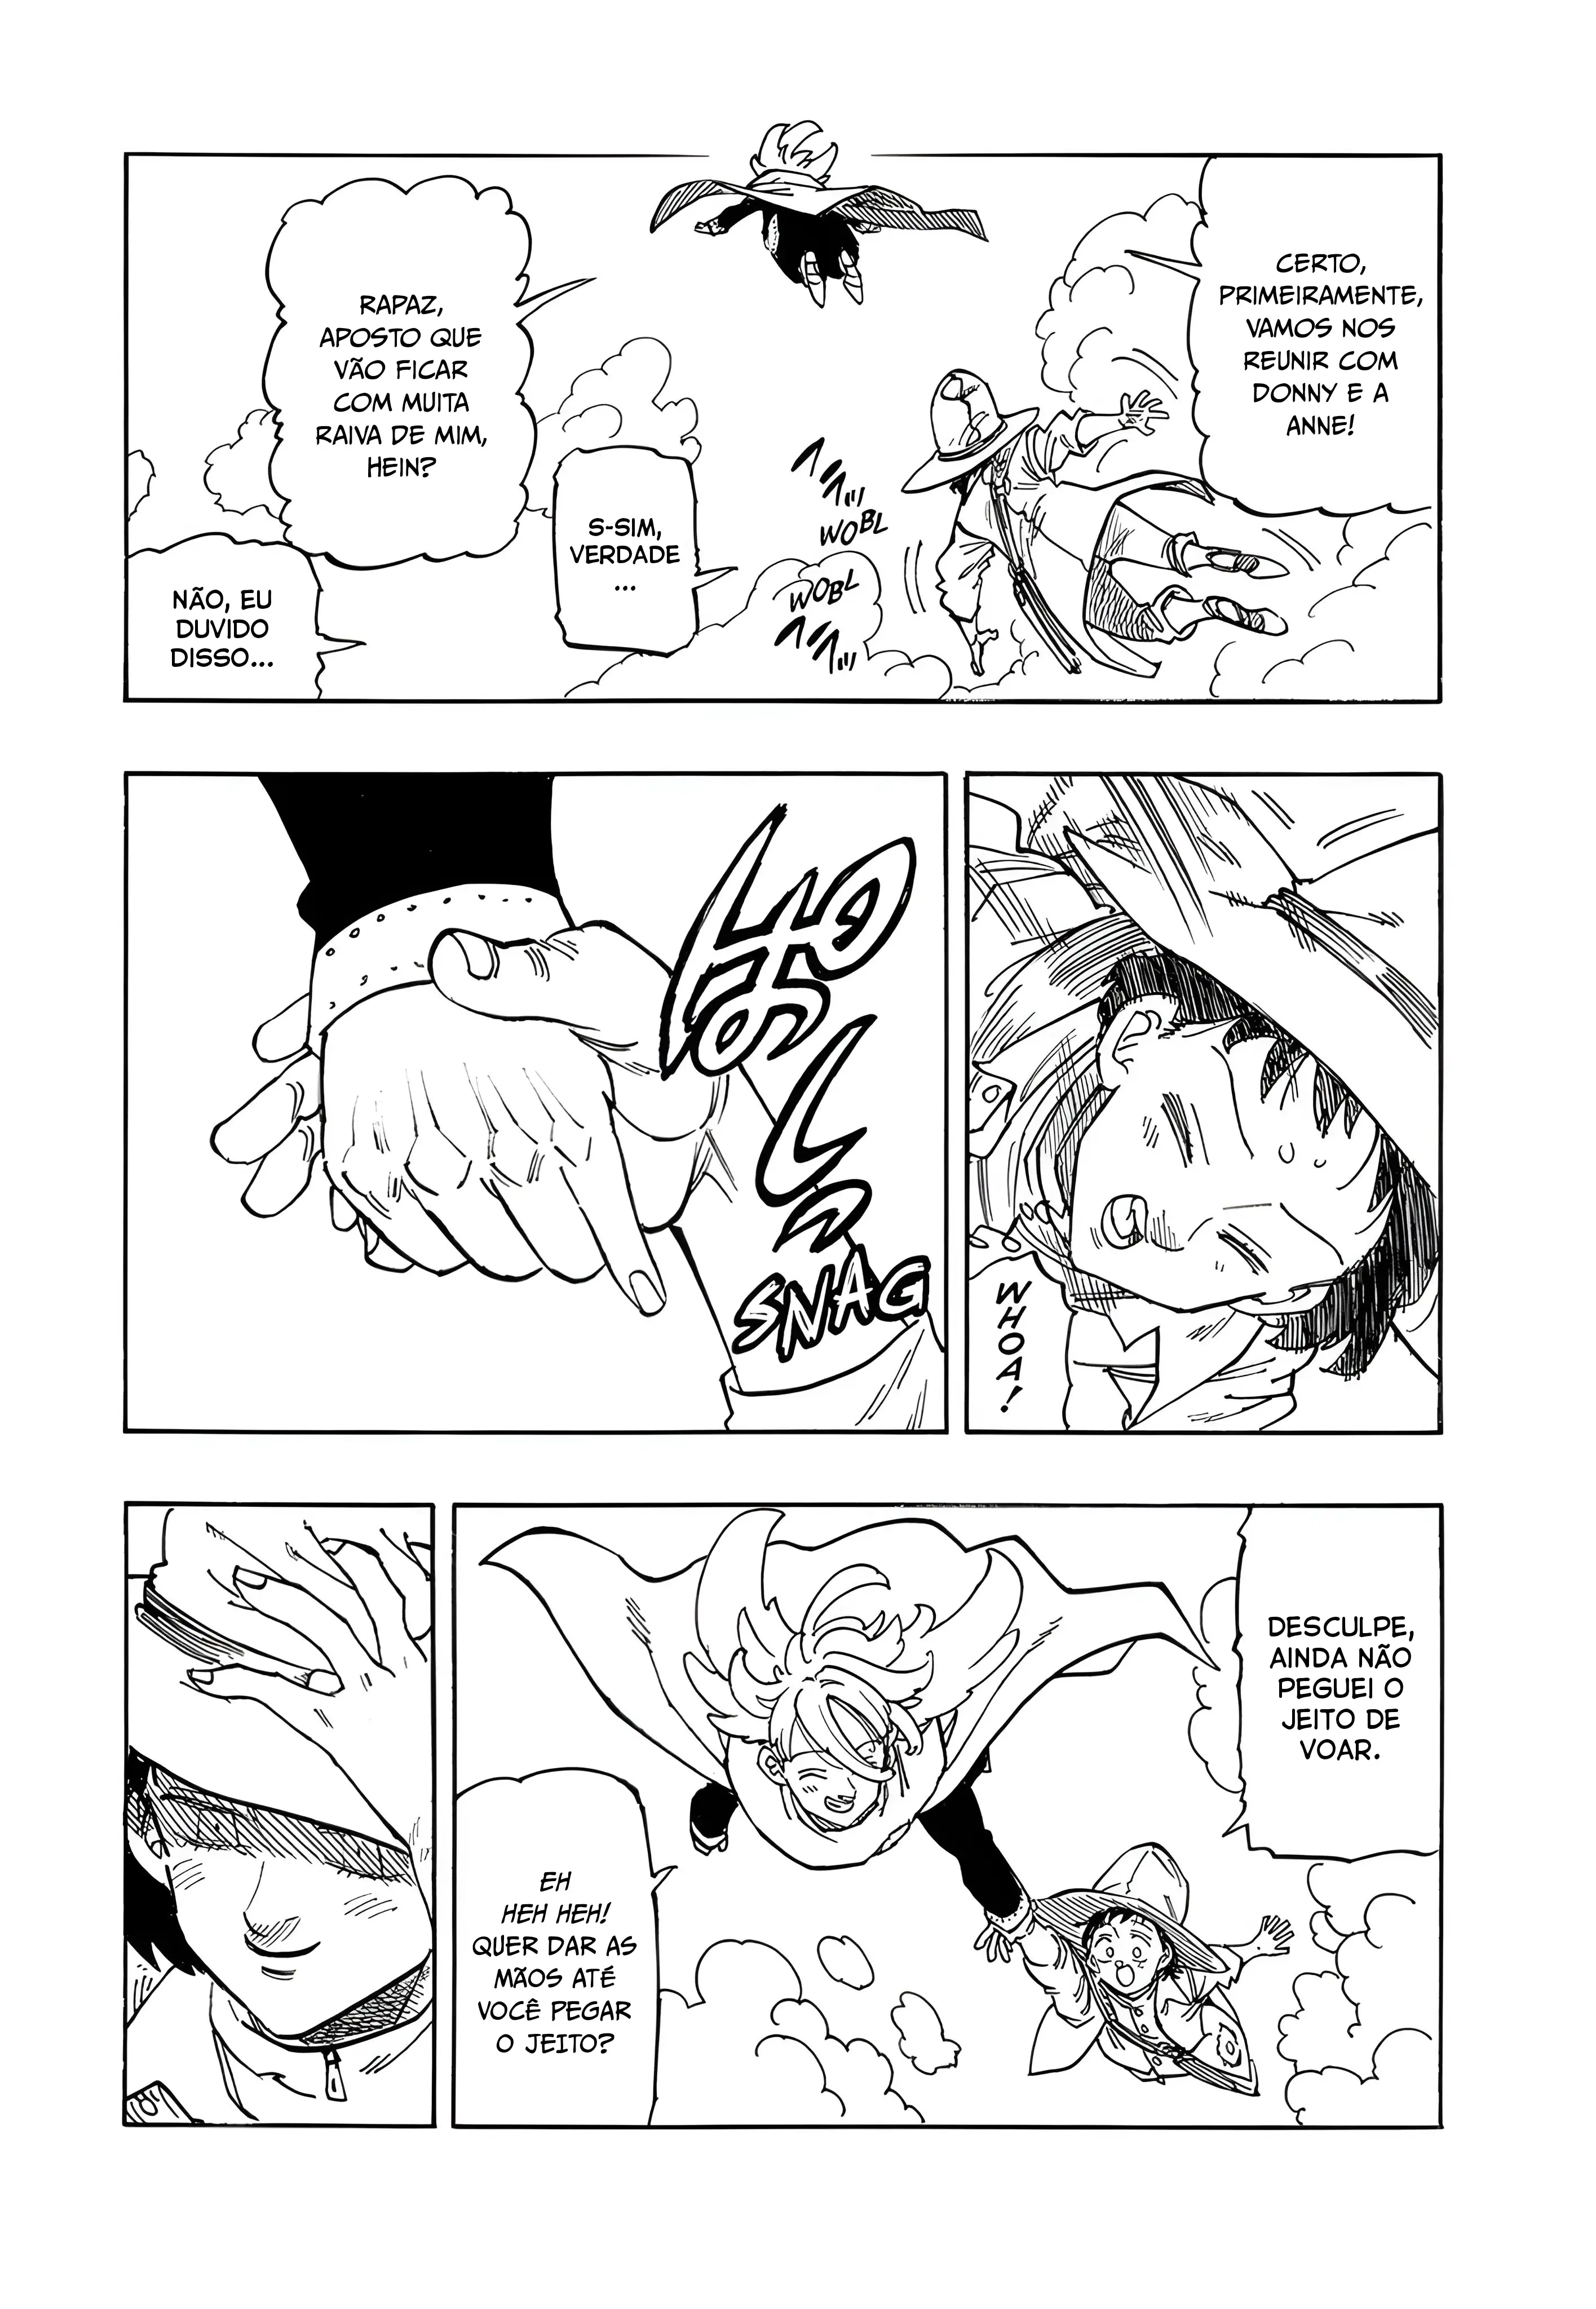 CERTO,
PRIMEIRAMENTE,
VAMOS NOS
REUNIR COM
DONNY E A
ANNE!
RAPAZ,
APOSTO QUE
VÃO FICAR
COM MUITA
RAIVA DE MIM,
HEIN?
S-SIM,
VERDADE
...
WOBL
WOBL
NÃO, EU
DUVIDO
DISSO...
WHOA!
SNAG
DESCULPE,
AINDA NÃO
PEGUEI O
JEITO DE
VOAR.
EH
HEH HEH!
QUER DAR AS
MÃOS ATÉ
VOCÊ PEGAR
O JEITO?